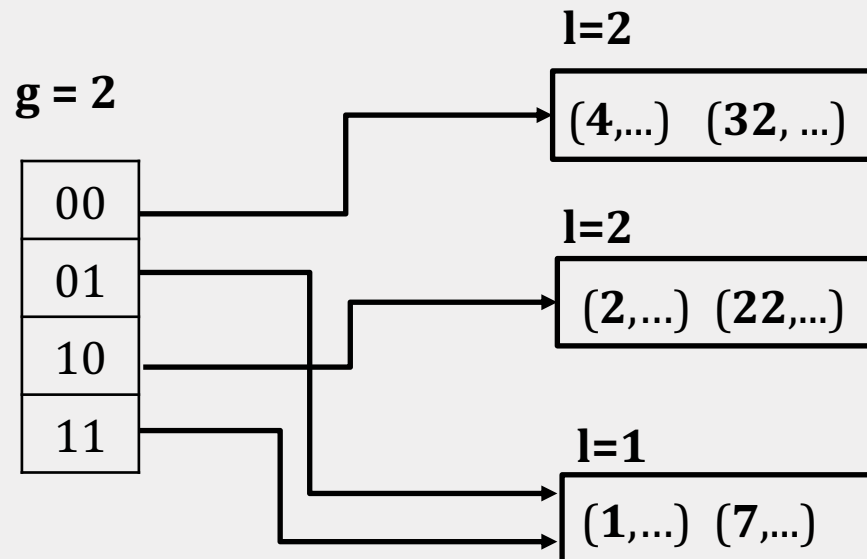 g = 2
00
01
10
11
l=2
(4,...) (32, ...)
l=2
(2,...) (22,...)
l=1
(1,...) (7,...)